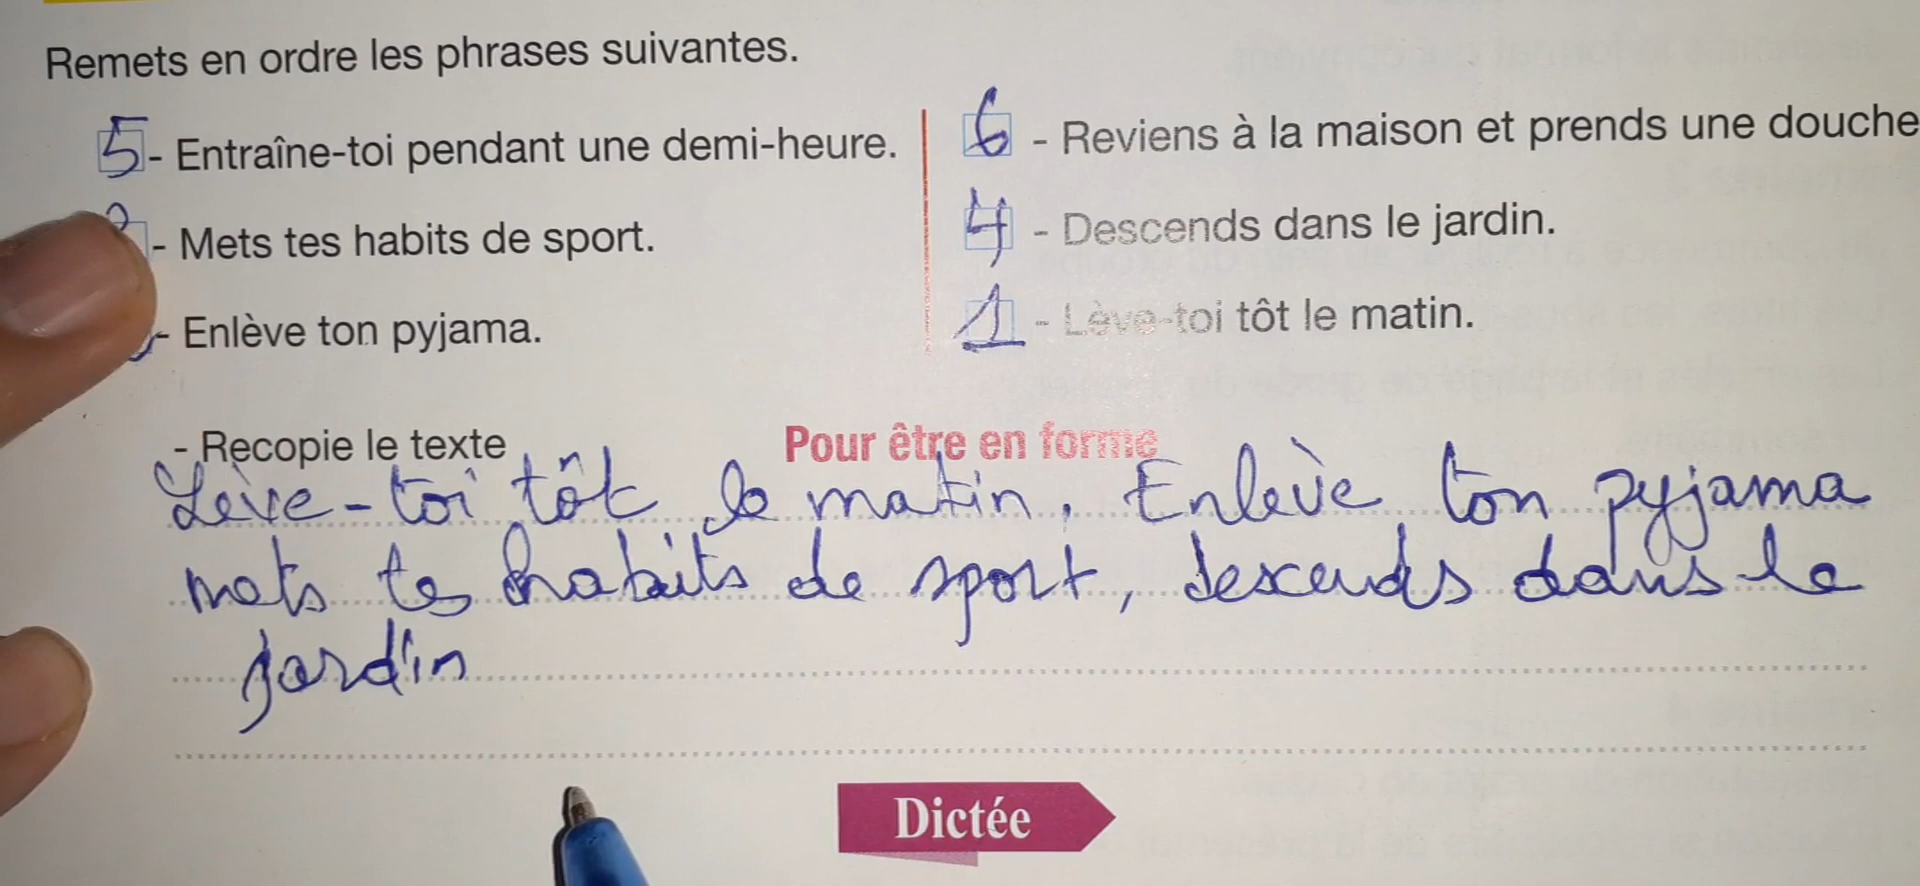 Remets en ordre les phrases suivantes.
5 - Entraîne-toi pendant une demi-heure.
- Mets tes habits de sport.
- Enlève ton pyjama.
6 - Reviens à la maison et prends une douche
4 - Descends dans le jardin.
1 - Lève-toi tôt le matin.
- Recopie le texte
Pour être en forme
Lève-toi tôt le matin. Enlève ton pyjama
mets tes habits de sport, descends dans le
jardin
Dictée